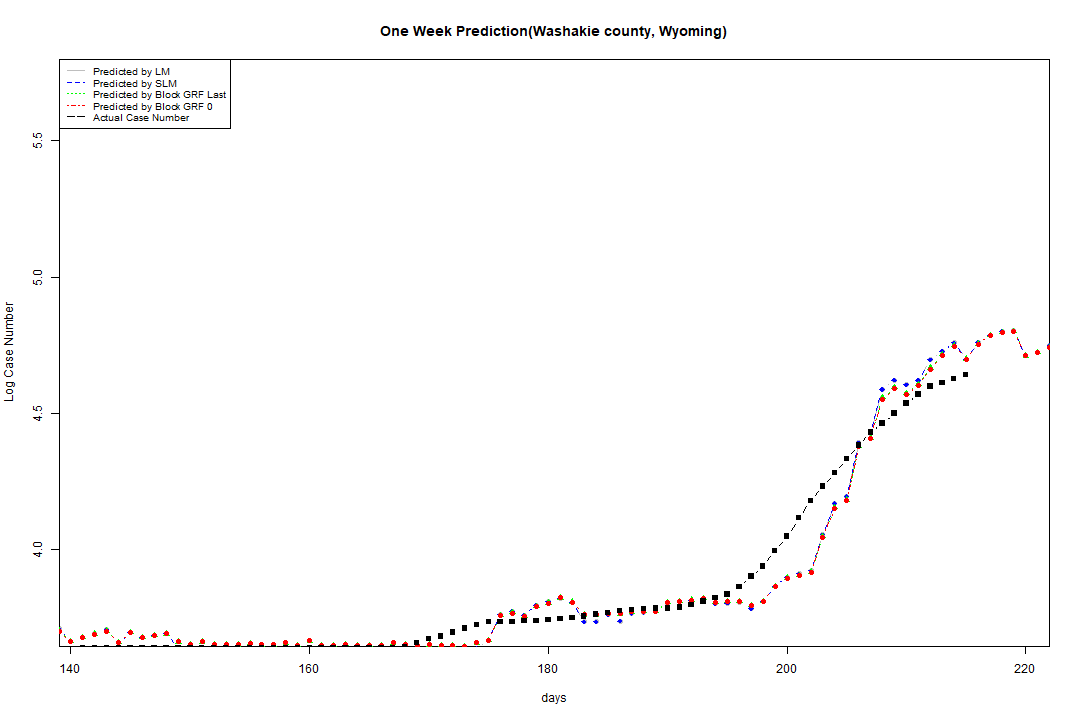 One Week Prediction(Washakie county, Wyoming)
Predicted by LM
Predicted by SLM
Predicted by Block GRF Last
Predicted by Block GRF 0
Actual Case Number
5.5
5.0
4.5
4.0
Log Case Number
140 160 180 200 220
days